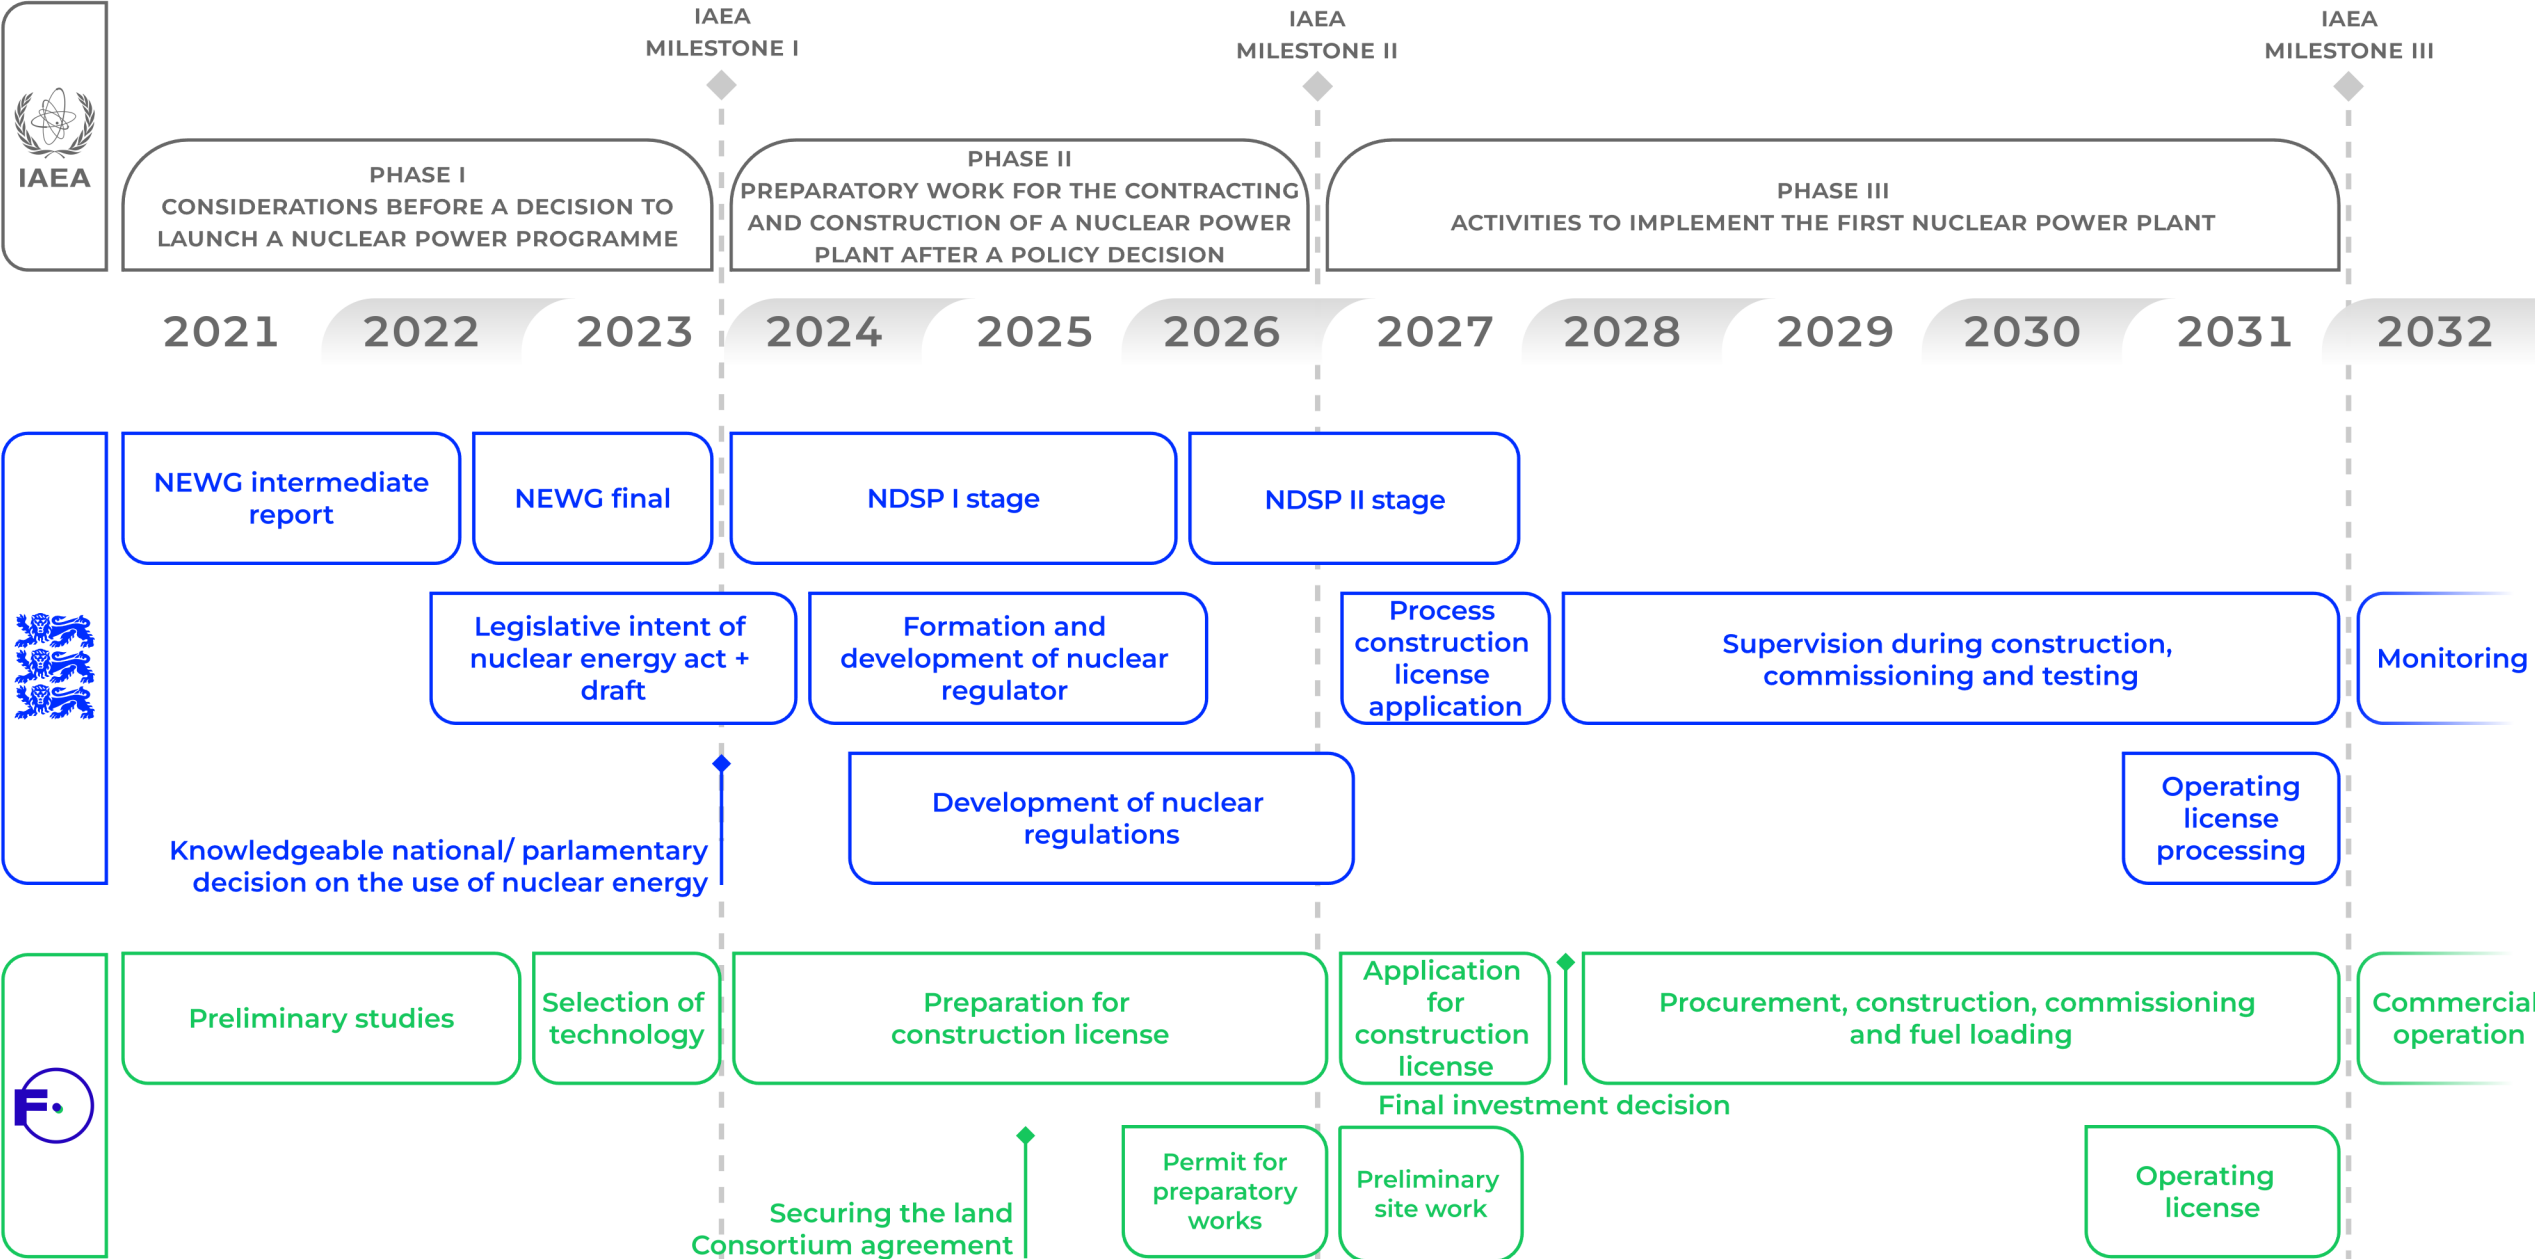 IAEA
MILESTONE I
IAEA
MILESTONE II
IAEA
MILESTONE III
IAEA
PHASE I
CONSIDERATIONS BEFORE A DECISION TO
LAUNCH A NUCLEAR POWER PROGRAMME
PHASE II
PREPARATORY WORK FOR THE CONTRACTING
AND CONSTRUCTION OF A NUCLEAR POWER
PLANT AFTER A POLICY DECISION
PHASE III
ACTIVITIES TO IMPLEMENT THE FIRST NUCLEAR POWER PLANT
2021 2022 2023 2024 2025 2026 2027 2028 2029 2030 2031 2032
NEWG intermediate
report
NEWG final
NDSP I stage
NDSP II stage
Legislative intent of
nuclear energy act +
draft
Formation and
development of nuclear
regulator
Process
construction
license
application
Supervision during construction,
commissioning and testing
Monitoring
Knowledgeable national/ parlamentary
decision on the use of nuclear energy
Development of nuclear
regulations
Operating
license
processing
F
Preliminary studies
Selection of
technology
Preparation for
construction license
Application
for
construction
license
Final investment decision
Procurement, construction, commissioning
and fuel loading
Commercial
operation
Securing the land
Consortium agreement
Permit for
preparatory
works
Preliminary
site work
Operating
license